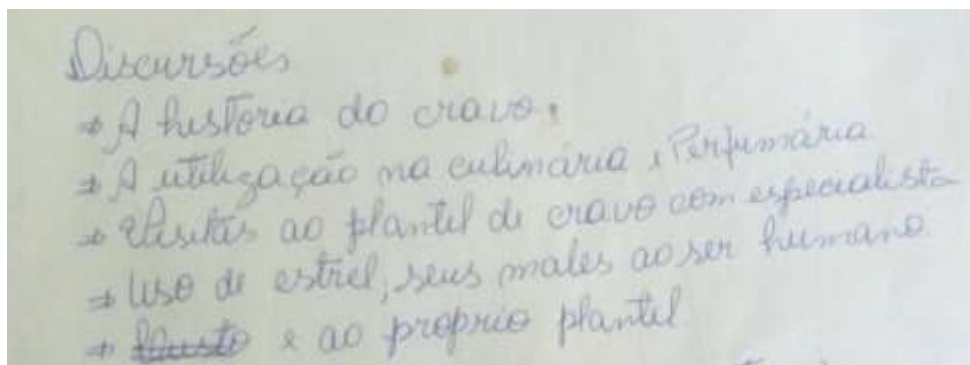 Discursões
⇒ A historia do cravo.
⇒ A utilização na culinária, Perfumária
⇒ Visitas ao plantel de cravo com especialista
⇒ Uso de estrel, seus males ao ser humano.
⇒ e ao proprio plantel